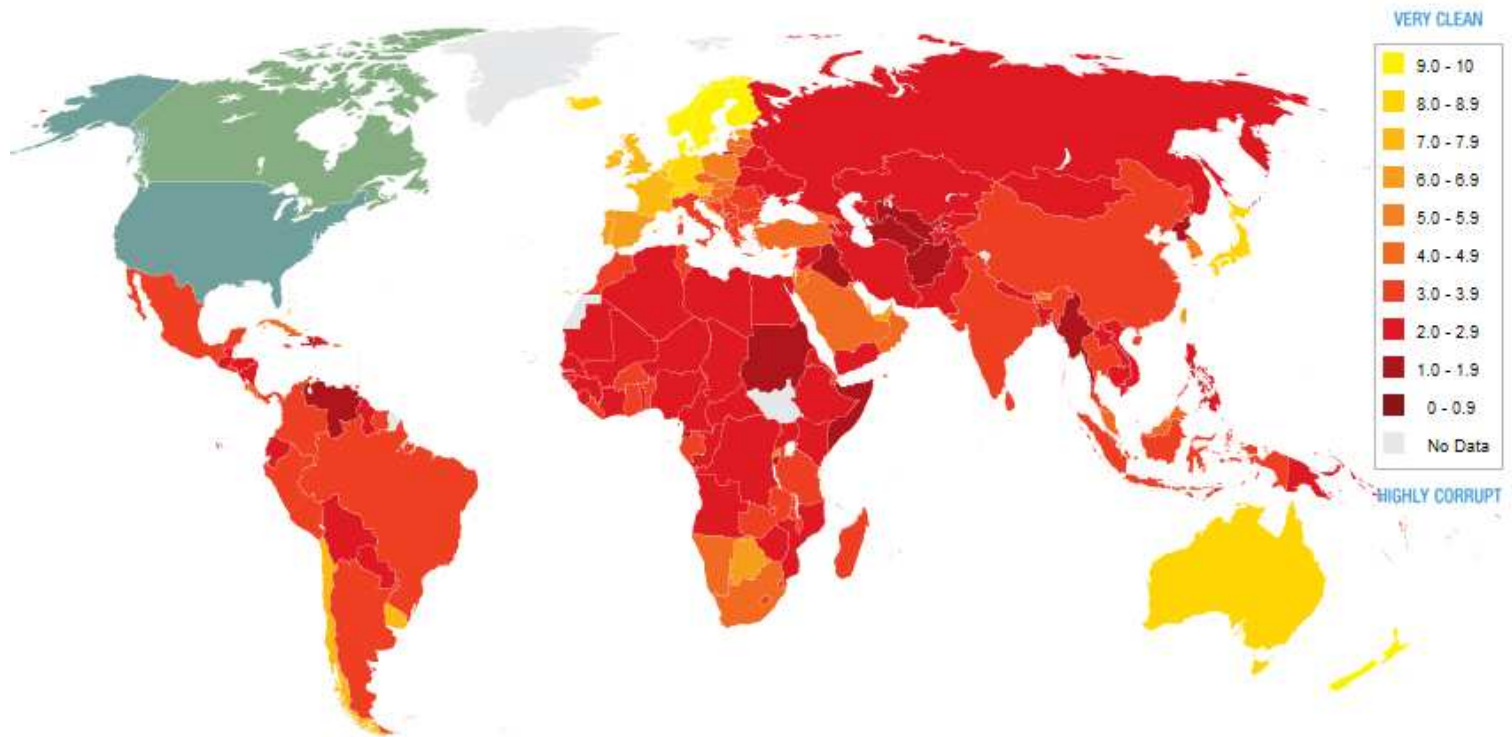 VERY CLEAN
9.0 - 10
8.0 - 8.9
7.0 - 7.9
6.0 - 6.9
5.0 - 5.9
4.0 - 4.9
3.0 - 3.9
2.0 - 2.9
1.0 - 1.9
0 - 0.9
No Data
HIGHLY CORRUPT